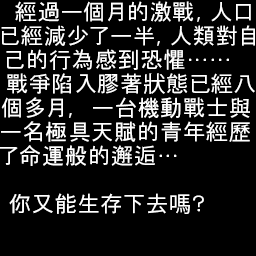 經過一個月的激戰，人口
已經減少了一半，人類對自
己的行為感到恐懼……
戰爭陷入膠著狀態已經八
個多月，一台機動戰士與
一名極具天賦的青年經歷
了命運般的邂逅…
你又能生存下去嗎？